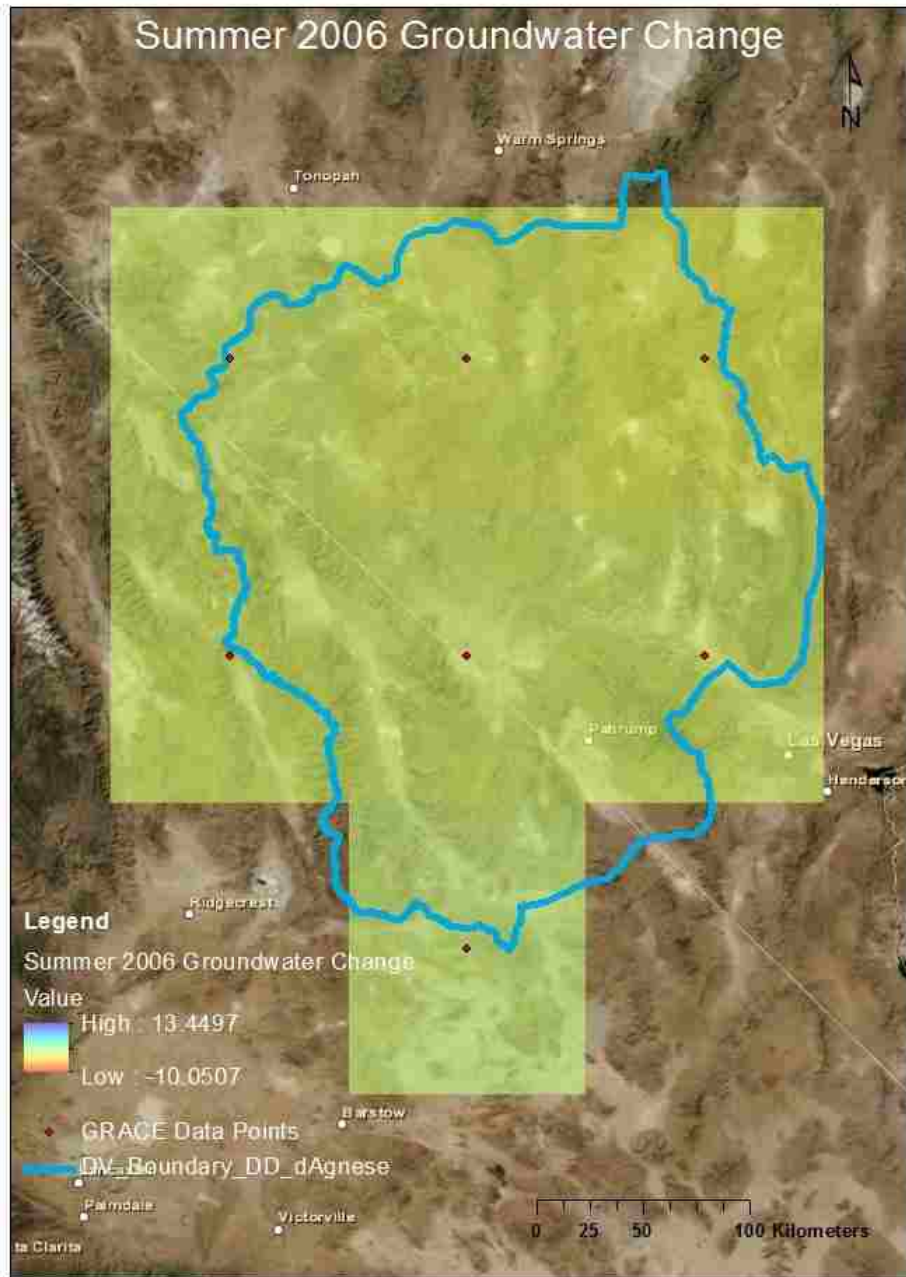 Summer 2006 Groundwater Change
N
Warm Springs
Tonopah
Pahrump
Las Vegas
Henderson
Ridgecrest
Legend
Summer 2006 Groundwater Change
Value
High : 13.4497
Low : -10.0507
GRACE Data Points
DV_Boundary_DD_dAgnese
Barstow
Palmdale
Victorville
ta Clarita
0 25 50 100 Kilometers